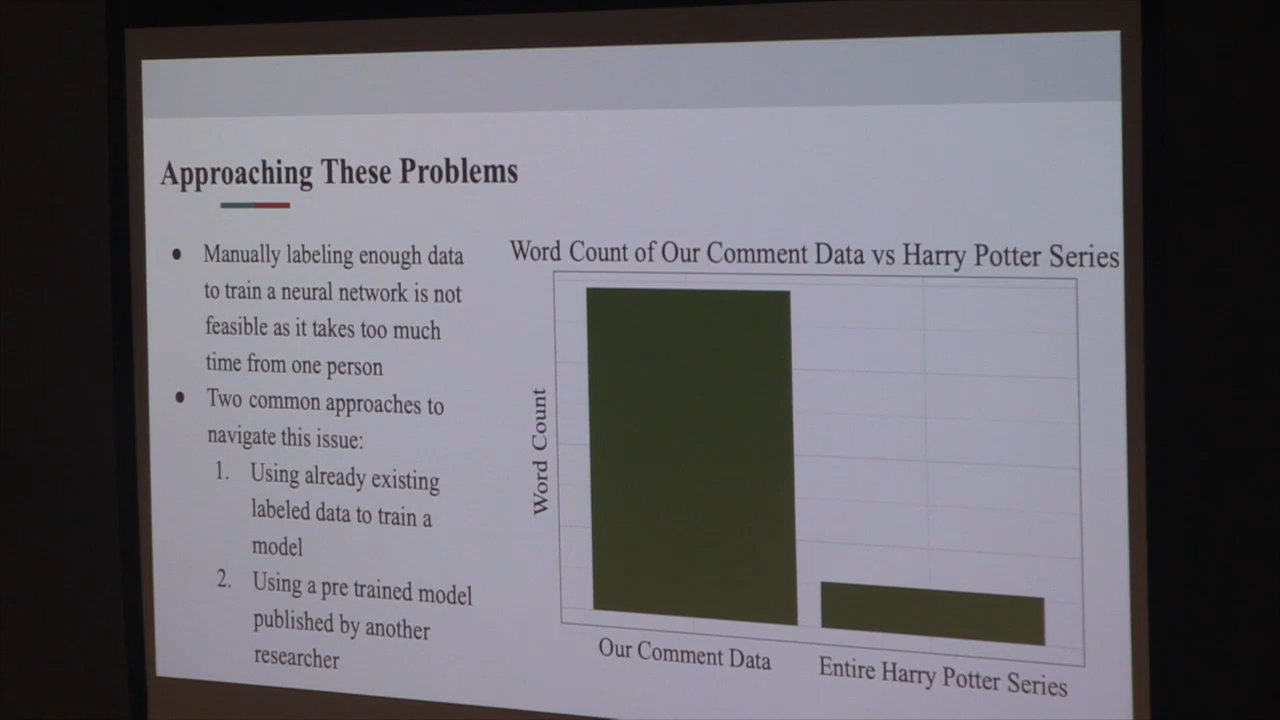 Approaching These Problems
• Manually labeling enough data
to train a neural network is not
feasible as it takes too much
time from one person
• Two common approaches to
navigate this issue:
1. Using already existing
labeled data to train a
model
2. Using a pre trained model
published by another
researcher
Word Count of Our Comment Data vs Harry Potter Series
Word Count
Our Comment Data
Entire Harry Potter Series